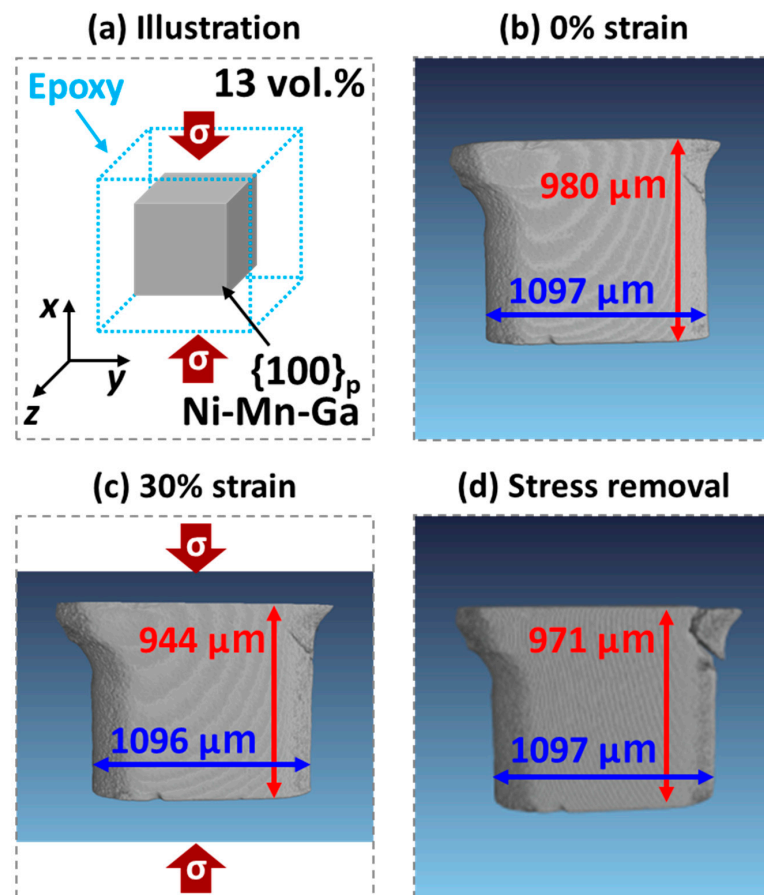 (a) Illustration
Epoxy
13 vol.%
σ
x
y
z
σ
{100}p
Ni-Mn-Ga
(b) 0% strain
980 μm
1097 μm
(c) 30% strain
σ
944 μm
1096 μm
σ
(d) Stress removal
971 μm
1097 μm